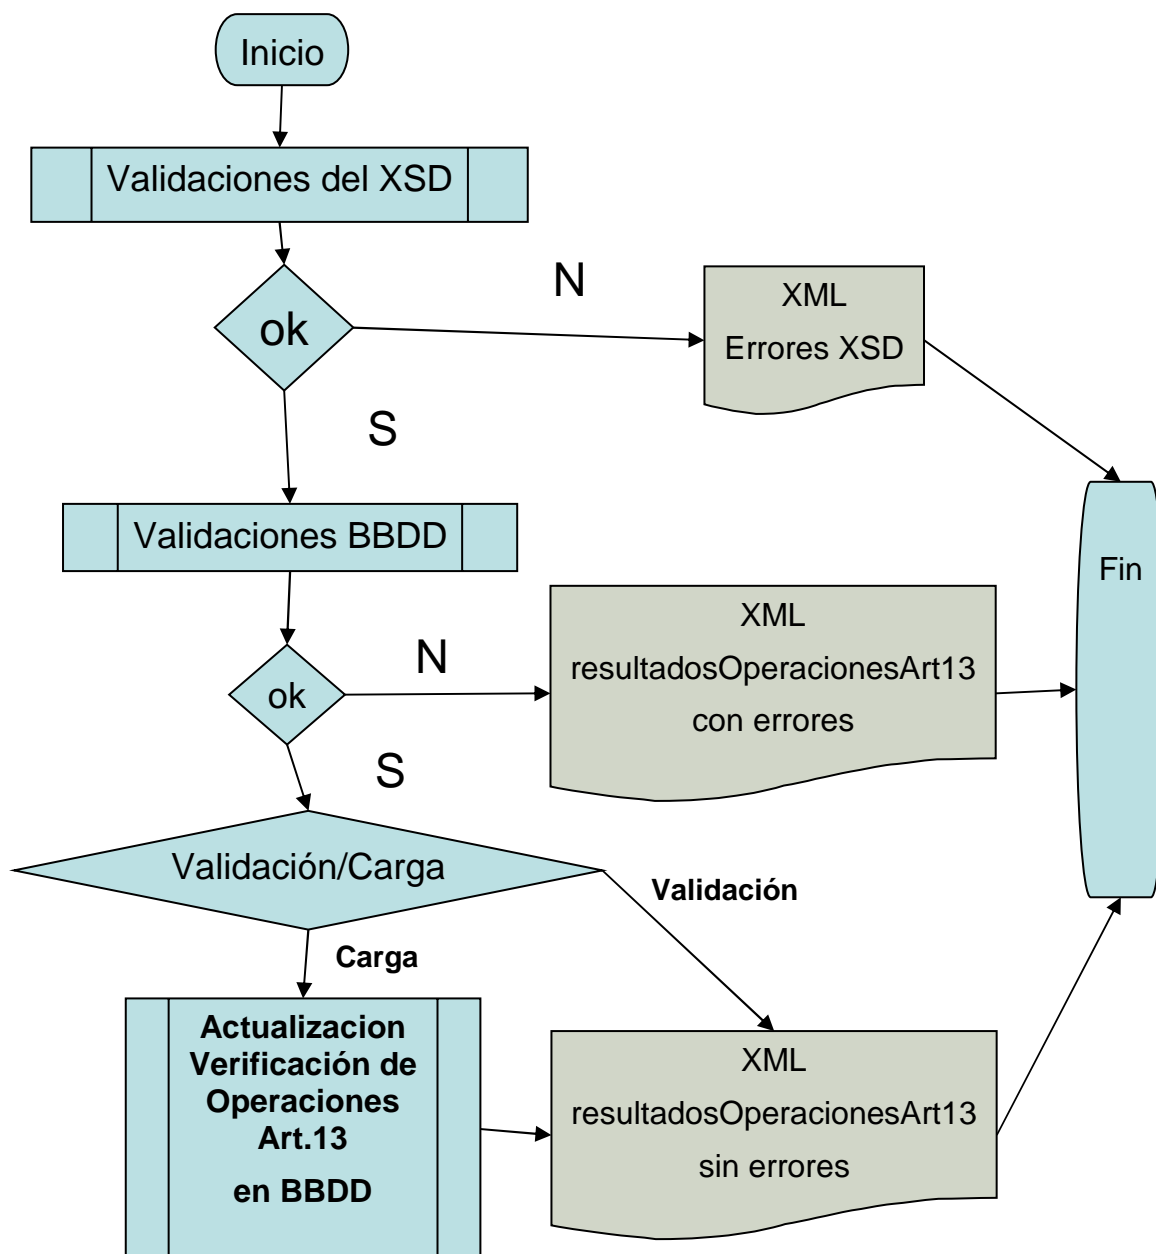 Inicio
Validaciones del XSD
ok
N
XML
Errores XSD
S
Validaciones BBDD
Fin
ok
N
XML
resultadosOperacionesArt13
con errores
S
Validación/Carga
Validación
Carga
Actualizacion
Verificación de
Operaciones
Art.13
en BBDD
XML
resultadosOperacionesArt13
sin errores